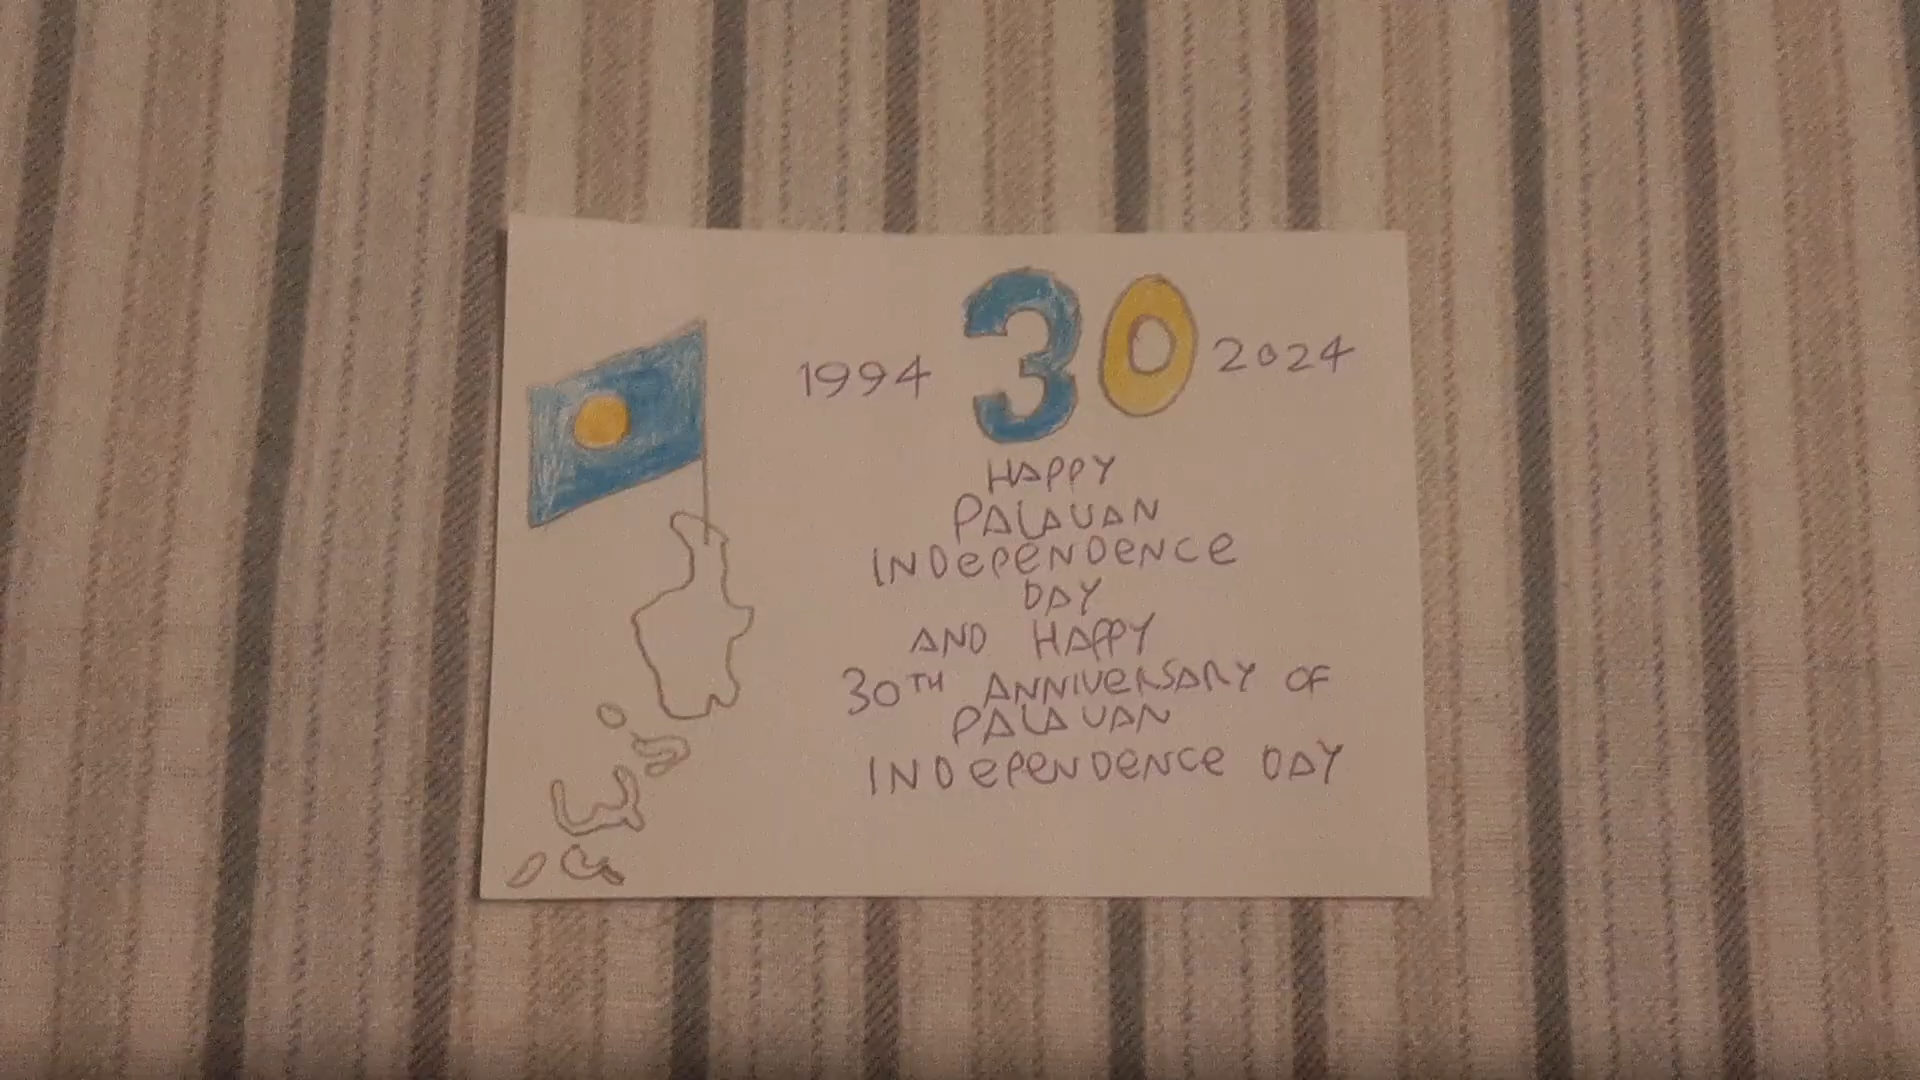 1994 30 2024
HAPPY
PALAUAN
INDePENDeNCe
DAY
AND HAPPY
30TH ANNIVeRSARY OF
PALAUAN
INDePeNDeNCe DAY